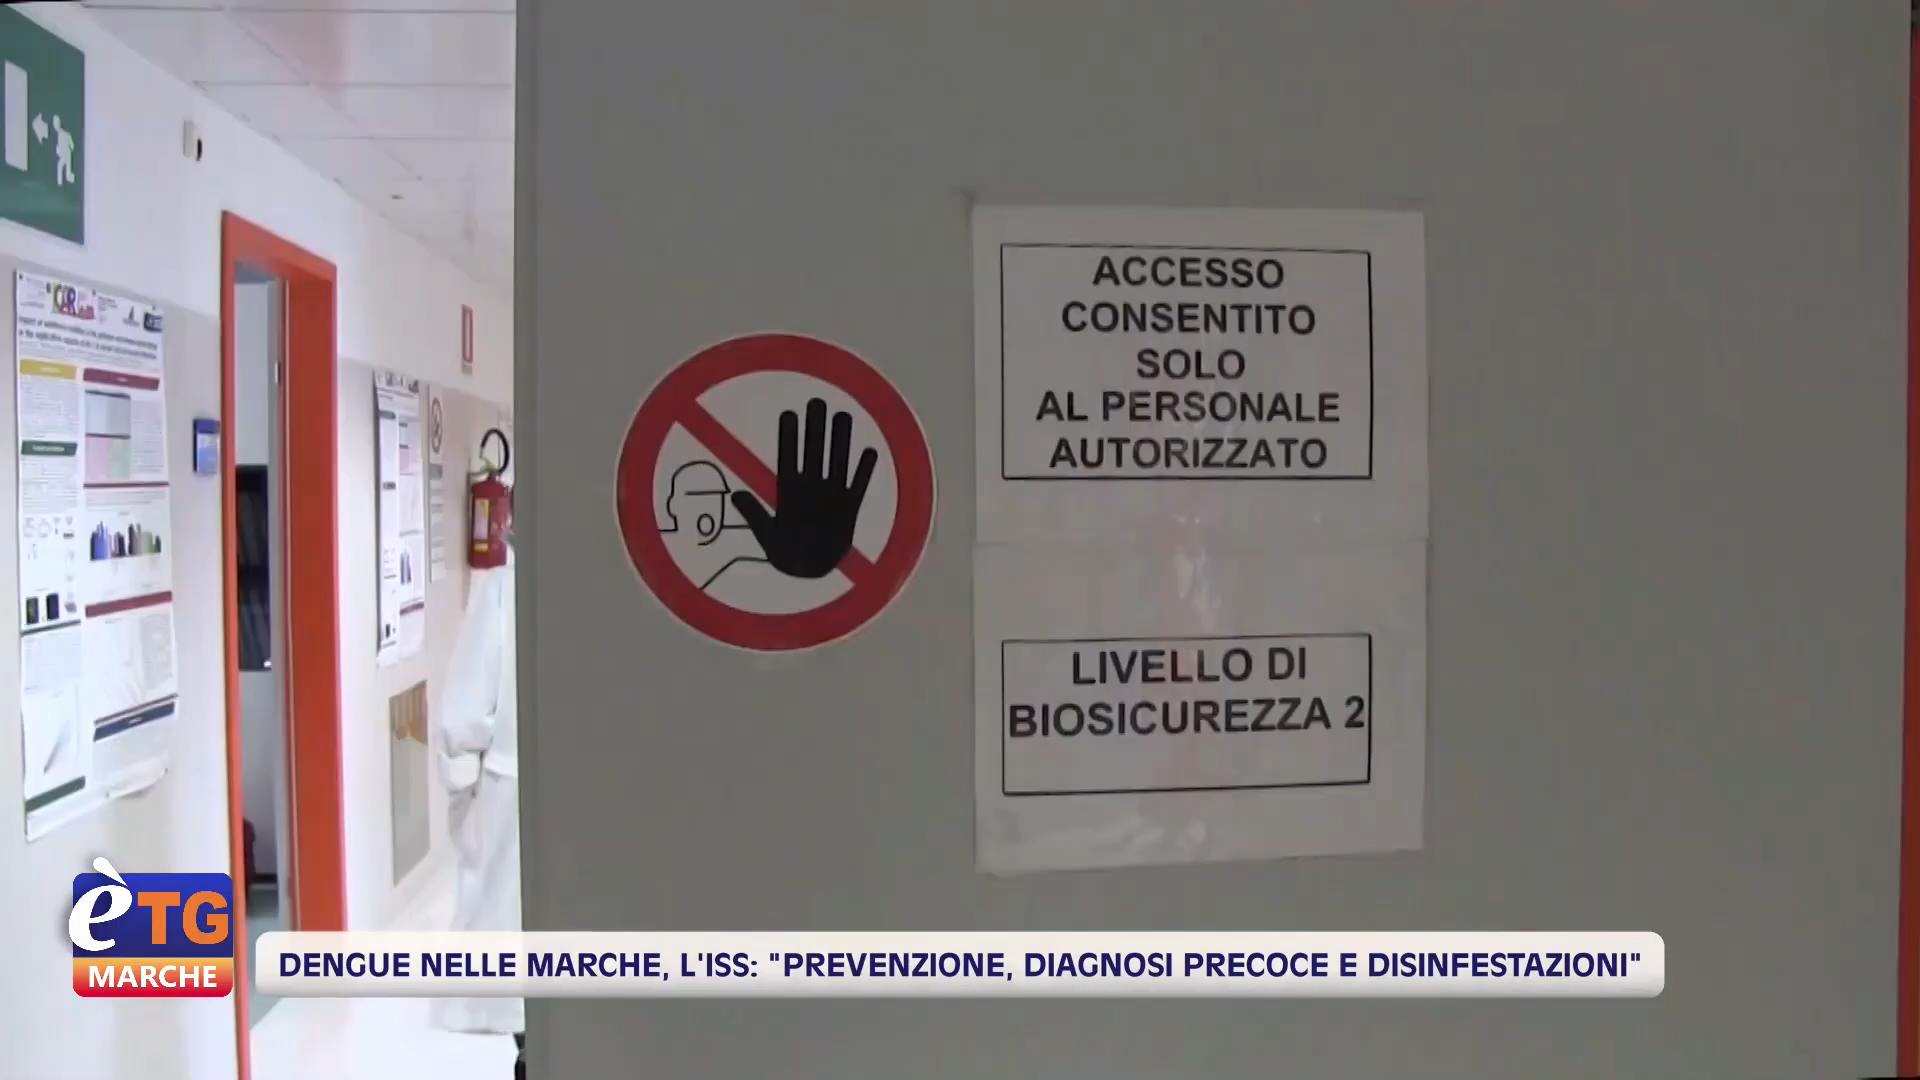 ACCESSO
CONSENTITO
SOLO
AL PERSONALE
AUTORIZZATO
LIVELLO DI
BIOSICUREZZA 2
èTG
MARCHE
DENGUE NELLE MARCHE, L'ISS: "PREVENZIONE, DIAGNOSI PRECOCE E DISINFESTAZIONI"